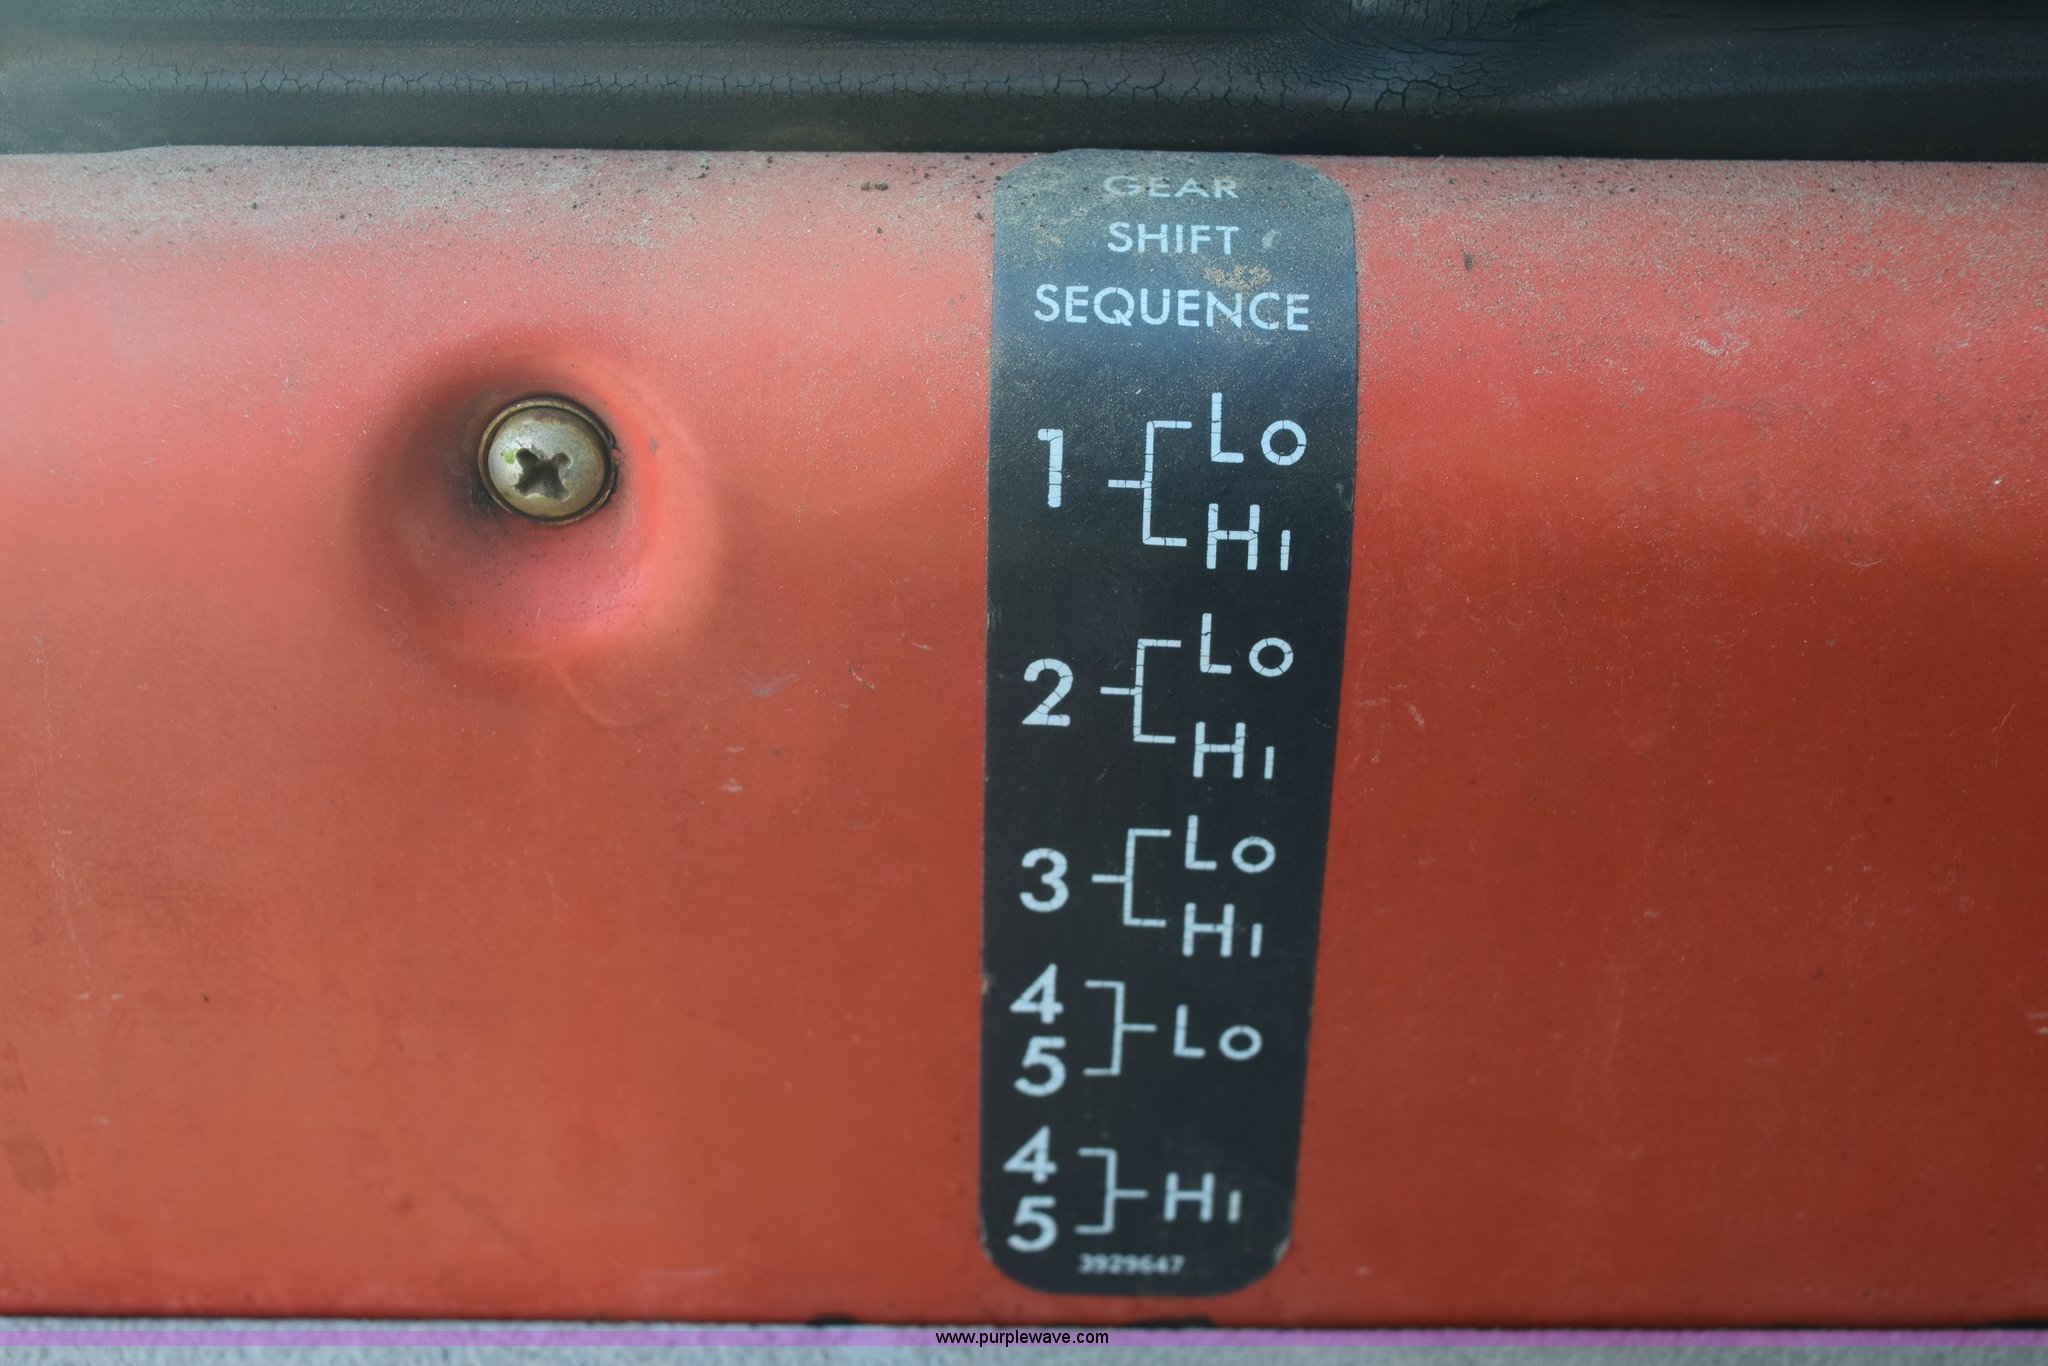 GEAR
SHIFT
SEQUENCE
1 Lo
Hi
2 Lo
Hi
3 Lo
Hi
4
5 Lo
4
5 Hi
3929647
www.purplewave.com